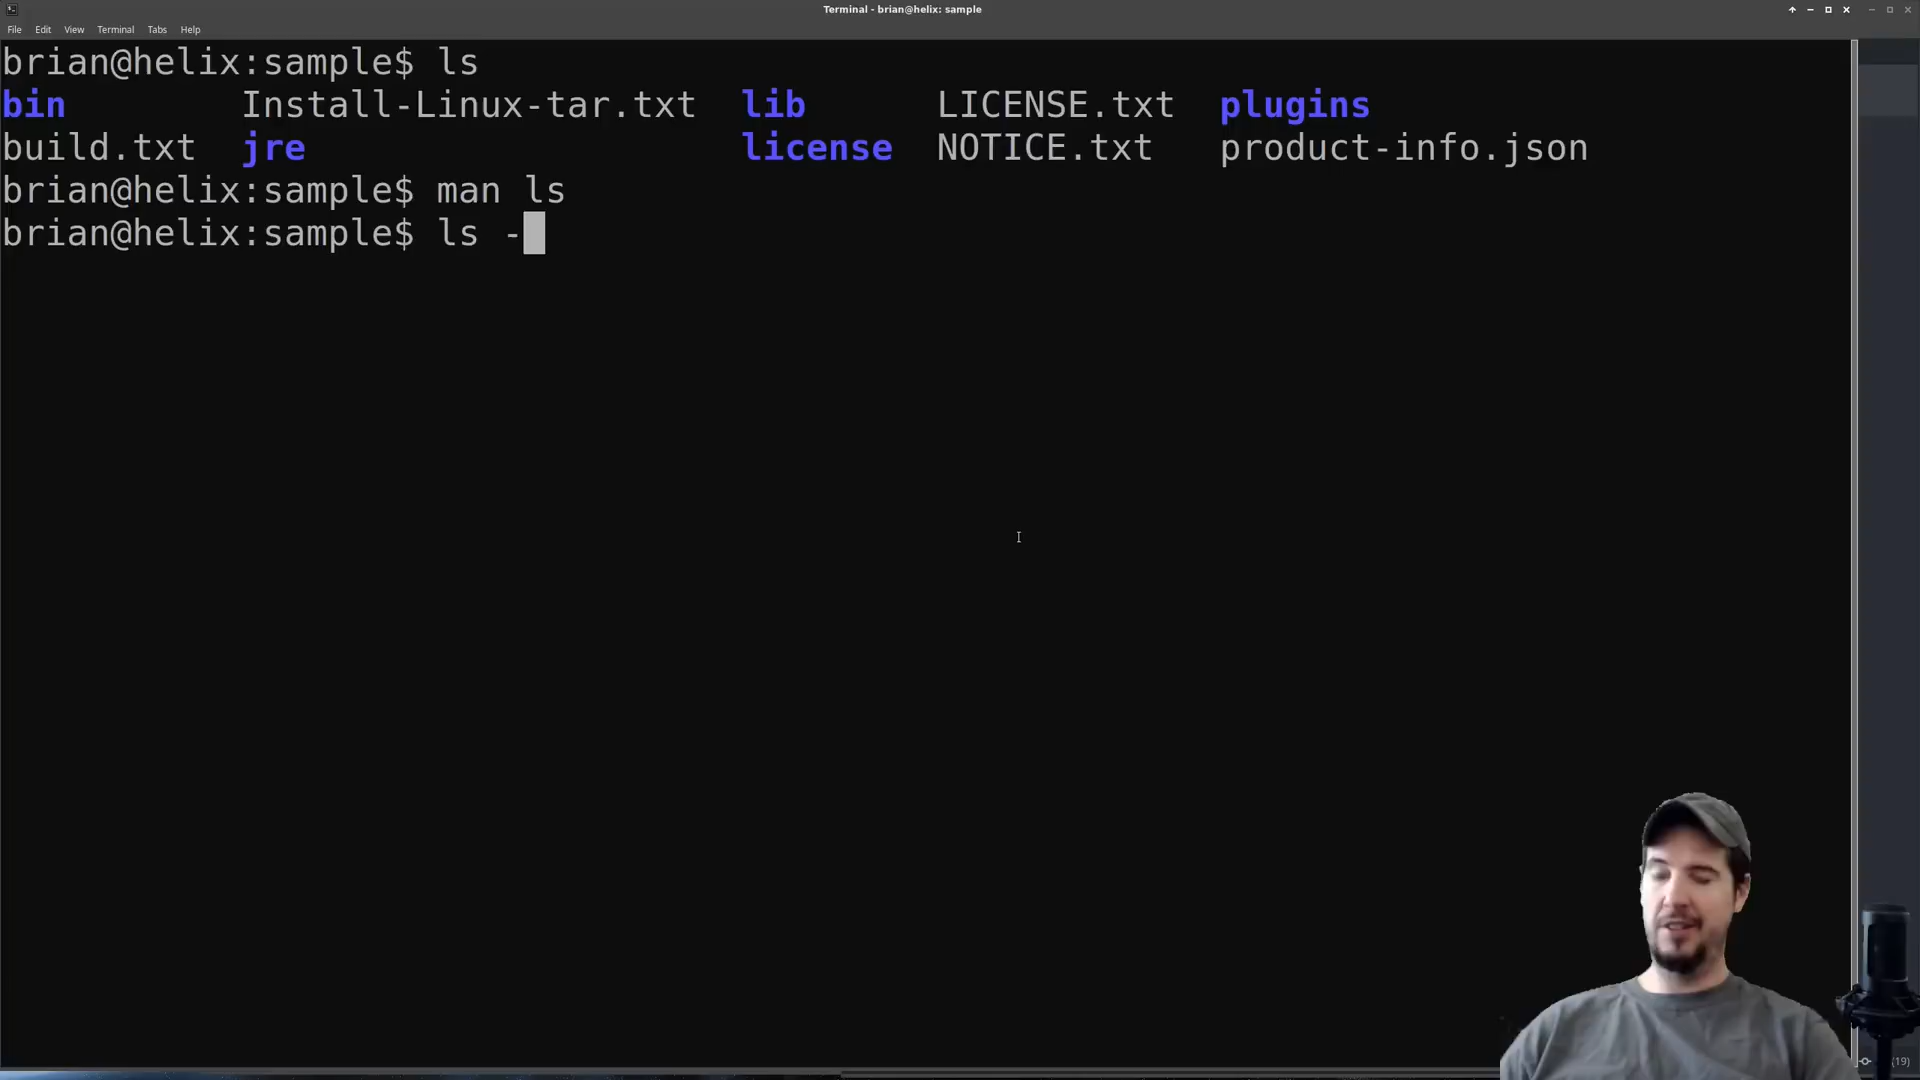 Terminal - brian@helix: sample
File Edit View Terminal Tabs Help
brian@helix:sample$ ls
bin Install-Linux-tar.txt lib LICENSE.txt plugins
build.txt jre license NOTICE.txt product-info.json
brian@helix:sample$ man ls
brian@helix:sample$ ls -
(19)